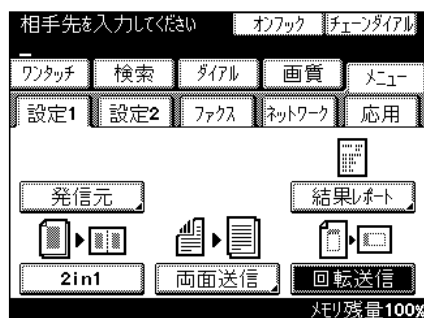 相手先を入力してください オンフック チェーンダイアル
ワンタッチ 検索 ダイアル 画質 メニュー
設定1 設定2 ファクス ネットワーク 応用
発信元 結果レポート
2in1 両面送信 回転送信
メモリ残量100%